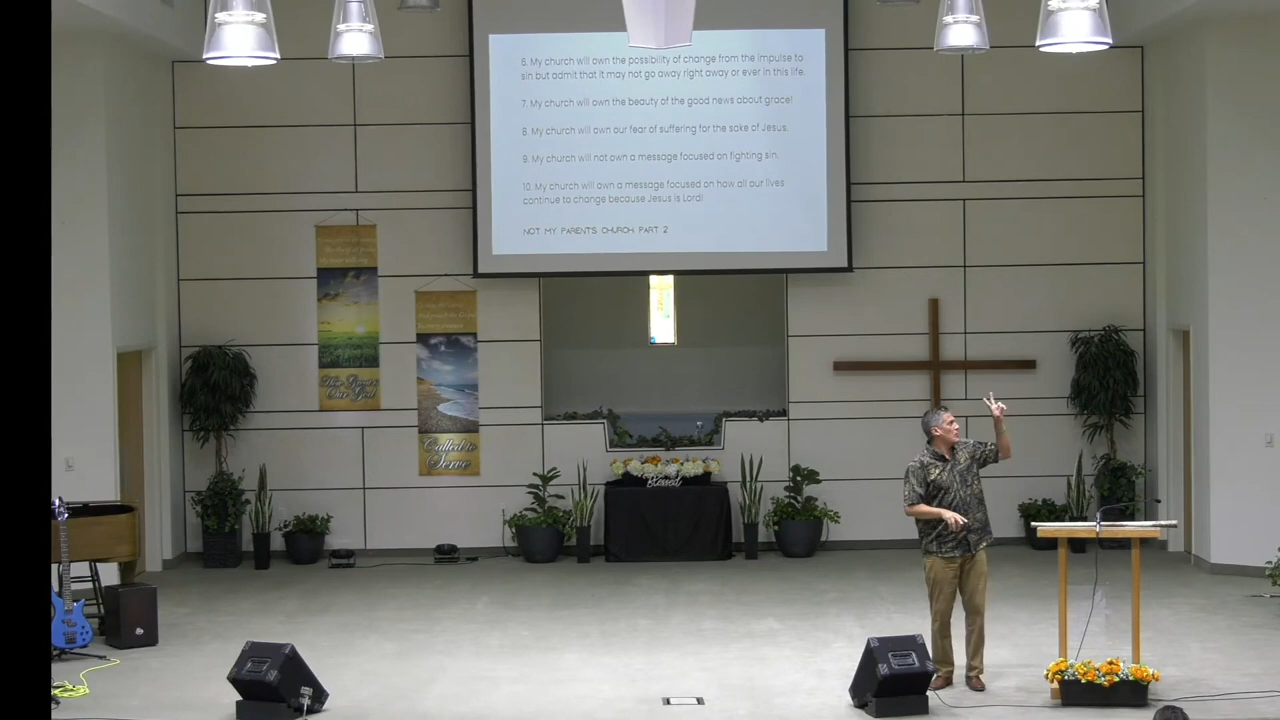 6. My church will own the possibility of change from the impulse to
sin but admit that it may not go away right away or ever in this life.
7. My church will own the beauty of the good news about grace!
8. My church will own our fear of suffering for the sake of Jesus.
9. My church will not own a message focused on fighting sin.
10. My church will own a message focused on how all our lives
continue to change because Jesus is Lord!
NOT MY PARENTS CHURCH: PART 2
How Great is
Our God
Called to
Serve
Blessed